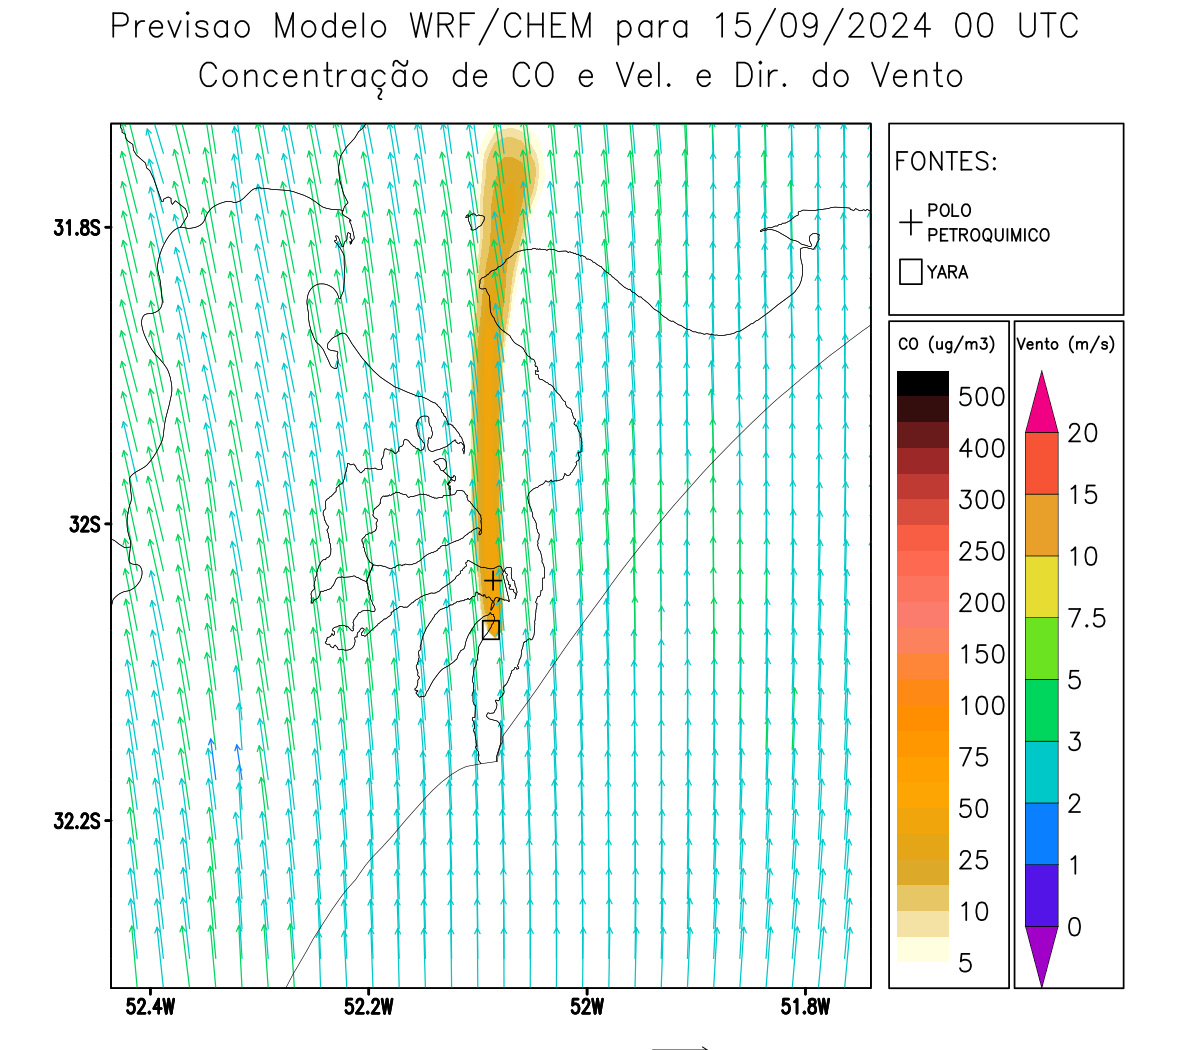 Previsao Modelo WRF/CHEM para 15/09/2024 00 UTC
Concentração de CO e Vel. e Dir. do Vento
FONTES:
POLO
PETROQUIMICO
YARA
31.8S
32S
32.2S
52.4W
52.2W
52W
51.8W
CO (ug/m3)
500
400
300
250
200
150
100
75
50
25
10
5
Vento (m/s)
20
15
10
7.5
5
3
2
1
0